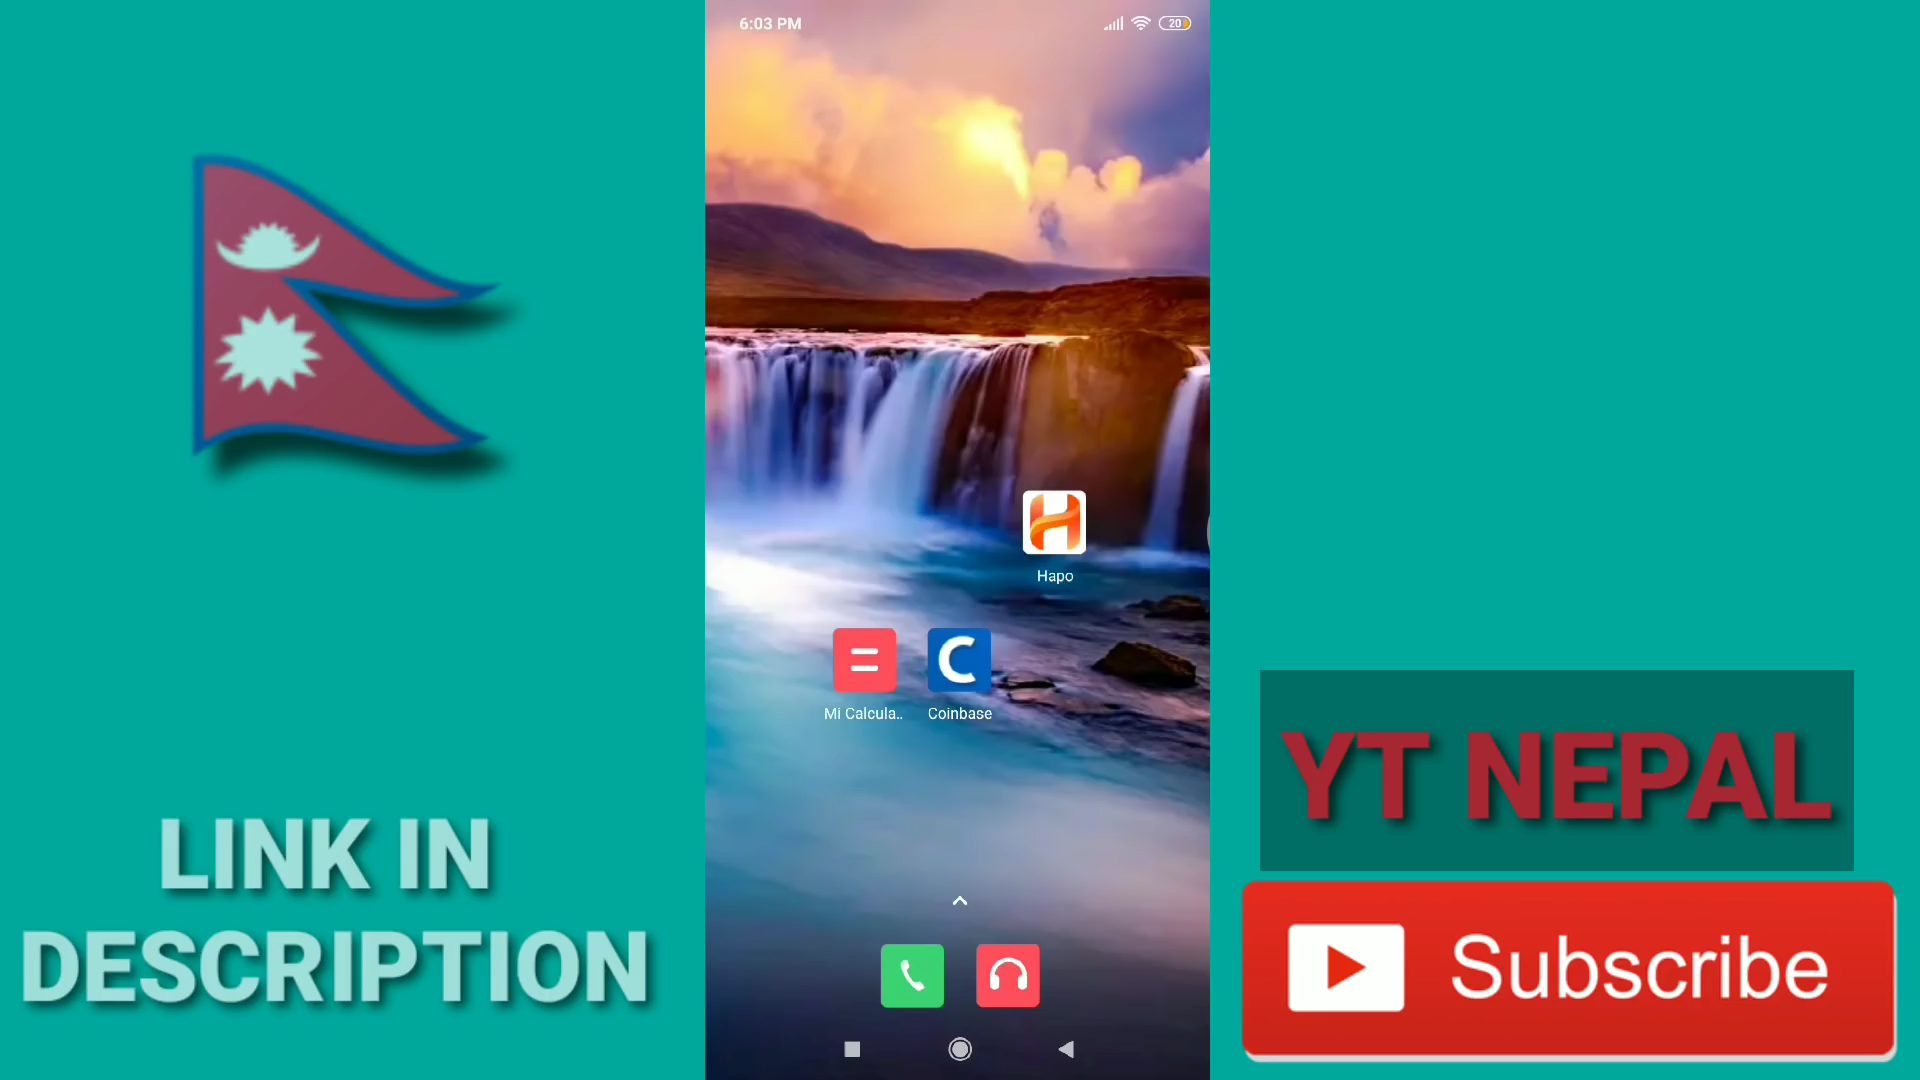 6:03 PM
20
Hapo
Mi Calcula..
Coinbase
LINK IN
DESCRIPTION
YT NEPAL
Subscribe